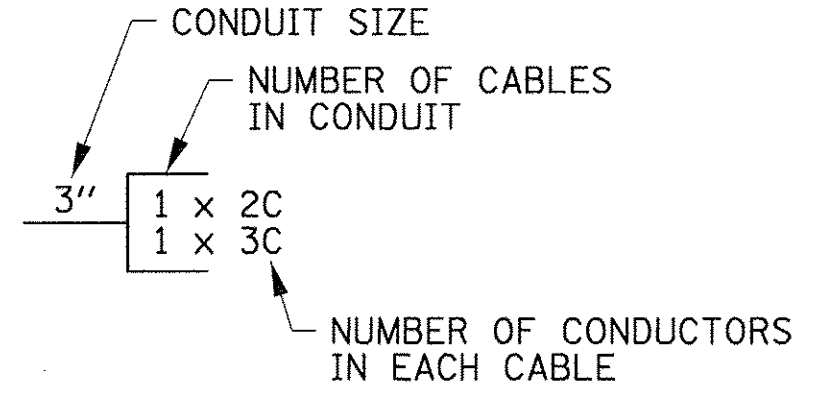 CONDUIT SIZE
NUMBER OF CABLES
IN CONDUIT
3"
1 x 2C
1 x 3C
NUMBER OF CONDUCTORS
IN EACH CABLE